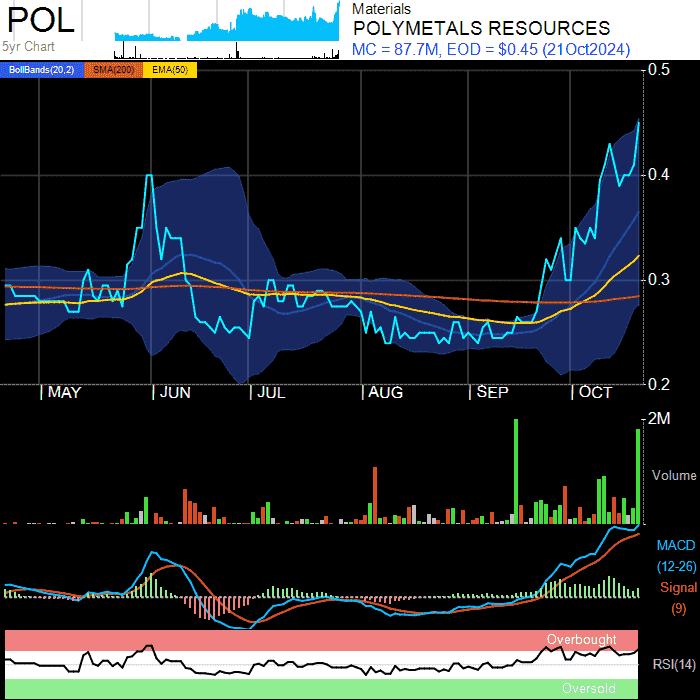 POL
5yr Chart
Materials
POLYMETALS RESOURCES
MC = 87.7M, EOD = $0.45 (21Oct2024)
BollBands(20,2) SMA(200) EMA(50)
0.5
0.4
0.3
0.2
MAY JUN JUL AUG SEP OCT
2M
Volume
MACD
(12-26)
Signal
(9)
Overbought
RSI(14)
Oversold